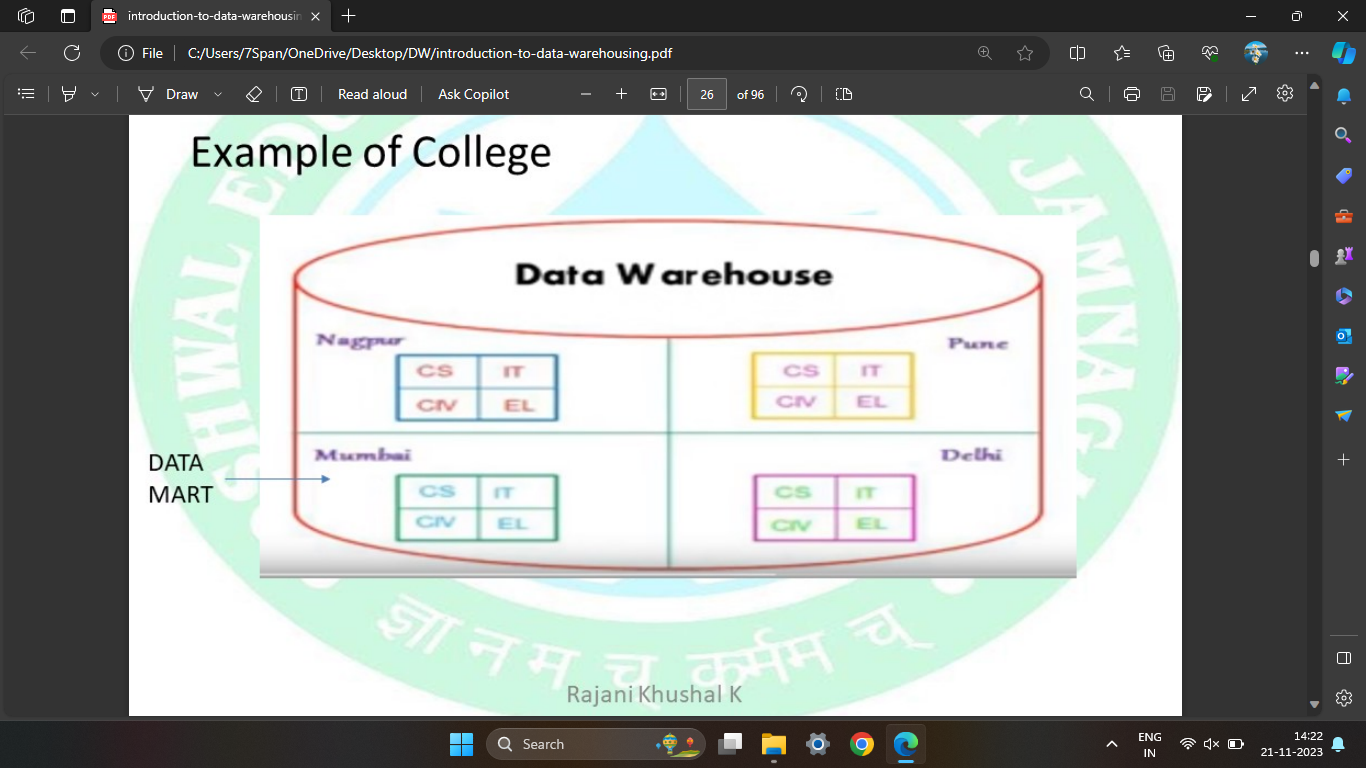 introduction-to-data-warehousin
File
C:/Users/7Span/OneDrive/Desktop/DW/introduction-to-data-warehousing.pdf
Draw
Read aloud
Ask Copilot
26
of 96
Example of College
Data Warehouse
Nagpur
CS IT
CIV EL
Pune
CS IT
CIV EL
Mumbai
CS IT
CIV EL
Delhi
CS IT
CIV EL
DATA
MART
SHWAL
JAMNAGA
ज्ञानम च कर्मम च्
Rajani Khushal K
Search
ENG
IN
14:22
21-11-2023